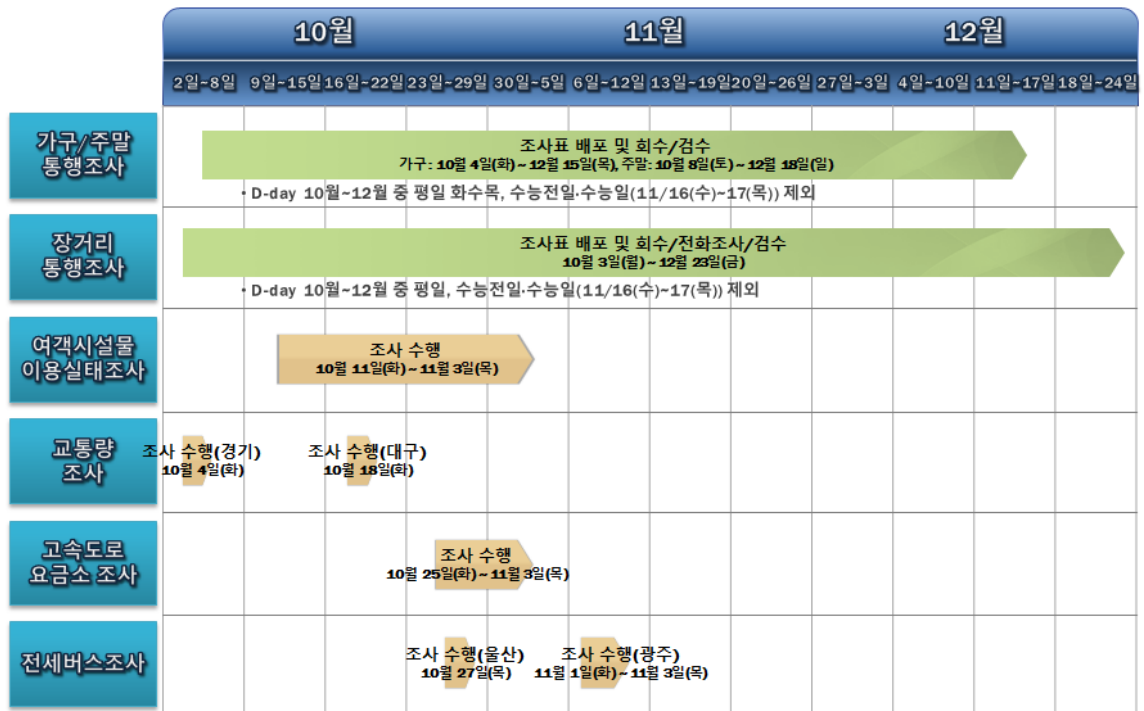 10월 11월 12월
2일~8일 9일~15일 16일~22일 23일~29일 30일~5일 6일~12일 13일~19일 20일~26일 27일~3일 4일~10일 11일~17일 18일~24일
가구/주말
통행조사
조사표 배포 및 회수/검수
가구: 10월 4일(화)~12월 15일(목), 주말: 10월 8일(토)~12월 18일(일)
• D-day 10월~12월 중 평일 화수목, 수능전일·수능일(11/16(수)~17(목)) 제외
장거리
통행조사
조사표 배포 및 회수/전화조사/검수
10월 3일(월)~12월 23일(금)
• D-day 10월~12월 중 평일, 수능전일·수능일(11/16(수)~17(목)) 제외
여객시설물
이용실태조사
조사 수행
10월 11일(화)~11월 3일(목)
교통량
조사
조사 수행(경기)
10월 4일(화)
조사 수행(대구)
10월 18일(화)
고속도로
요금소 조사
조사 수행
10월 25일(화)~11월 3일(목)
전세버스조사
조사 수행(울산)
10월 27일(목)
조사 수행(광주)
11월 1일(화)~11월 3일(목)